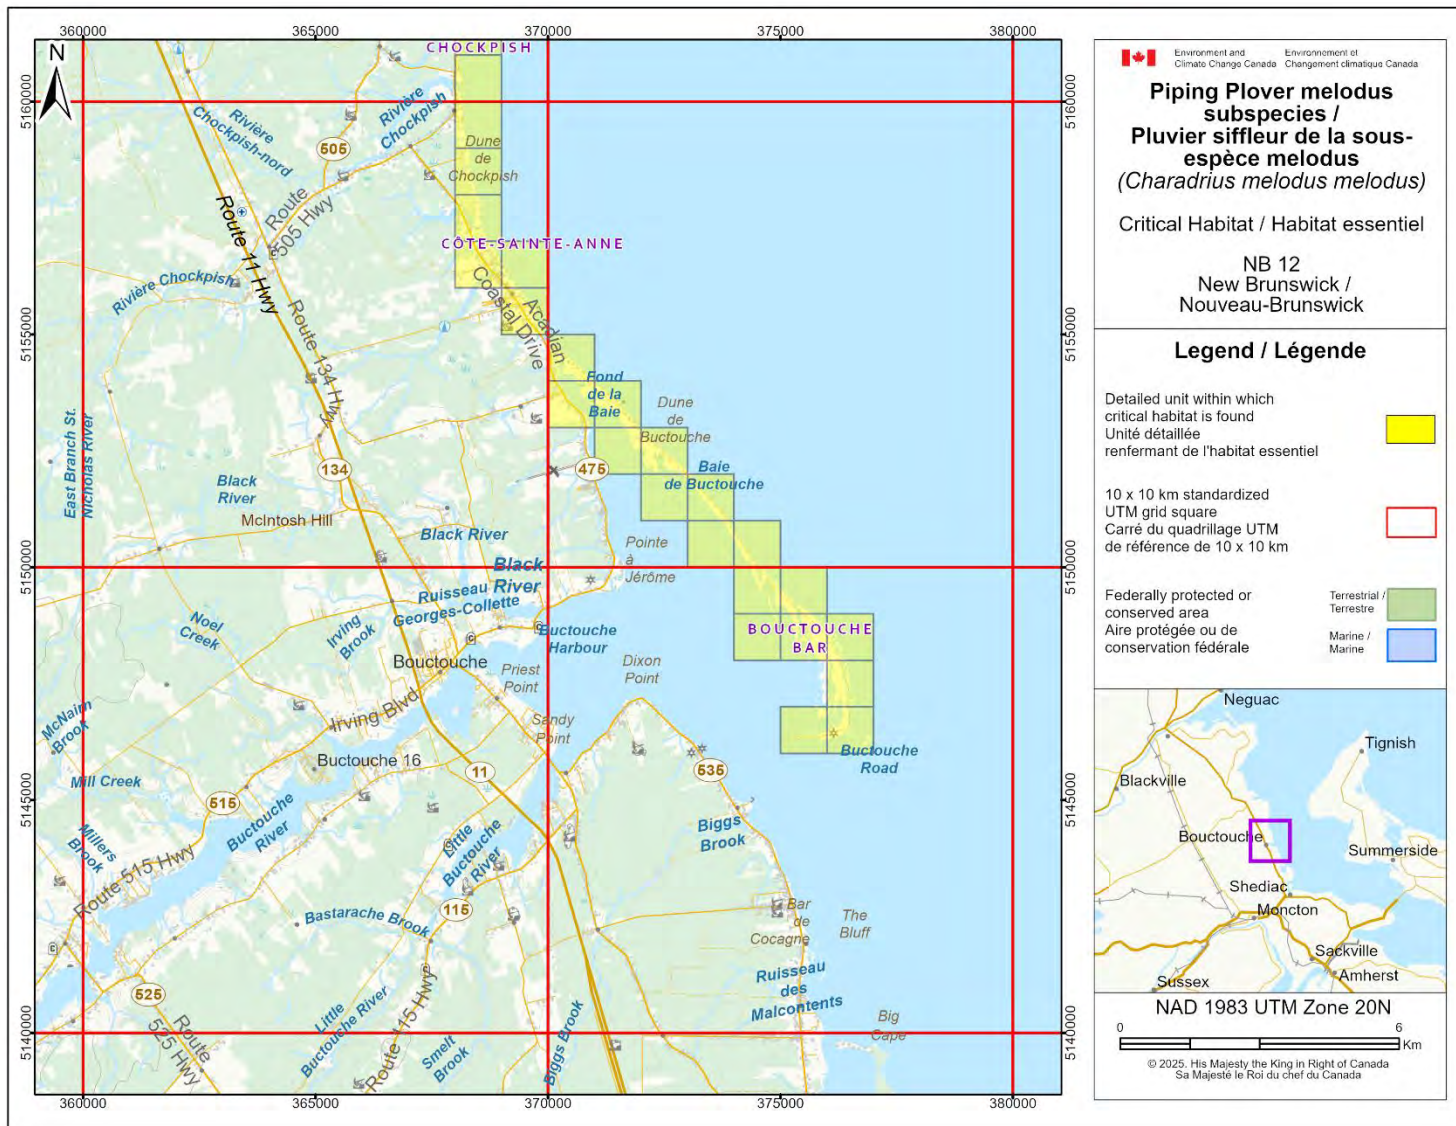 360000
365000
370000
375000
380000
N
CHOCKPISH
5160000
5160000
Rivière
Chockpish-nord
Rivière
Chockpish
505
Dune
de
Chockpish
Route
505 Hwy
Route 11 Hwy
CÔTE-SAINTE-ANNE
Rivière Chockpish
Route 134 Hwy
Acadian
Coastal Drive
5155000
5155000
Fond
de la
Baie
Dune
de
Buctouche
East Branch St.
Nicholas River
134
475
Baie
de Buctouche
Black
River
McIntosh Hill
Black River
Pointe
à
Jérôme
5150000
5150000
Black
River
Ruisseau
Georges-Collette
Noel
Creek
Irving
Brook
Buctouche
Harbour
BOUCTOUCHE
BAR
Bouctouche
Priest
Point
Dixon
Point
Irving Blvd
McNairn
Brook
Sandy
Point
Buctouche
Road
Buctouche 16
11
535
Mill Creek
5145000
5145000
515
Buctouche
River
Little
Buctouche
River
Biggs
Brook
Millers
Brook
Route 515 Hwy
115
Bastarache Brook
Bar
de
Cocagne
The
Bluff
Ruisseau
des
Malcontents
525
Little
Buctouche River
Route 115 Hwy
Biggs Brook
Big
Cape
5140000
5140000
Route
525 Hwy
Smelt
Brook
360000
365000
370000
375000
380000
Environment and
Climate Change Canada
Environnement et
Changement climatique Canada
Piping Plover melodus
subspecies /
Pluvier siffleur de la sous-
espèce melodus
(Charadrius melodus melodus)
Critical Habitat / Habitat essentiel
NB 12
New Brunswick /
Nouveau-Brunswick
Legend / Légende
Detailed unit within which
critical habitat is found
Unité détaillée
renfermant de l'habitat essentiel
10 x 10 km standardized
UTM grid square
Carré du quadrillage UTM
de référence de 10 x 10 km
Federally protected or
conserved area
Aire protégée ou de
conservation fédérale
Terrestrial /
Terrestre
Marine /
Marine
Neguac
Tignish
Blackville
Bouctouche
Summerside
Shediac
Moncton
Sackville
Amherst
Sussex
NAD 1983 UTM Zone 20N
0
6
Km
© 2025. His Majesty the King in Right of Canada
Sa Majesté le Roi du chef du Canada